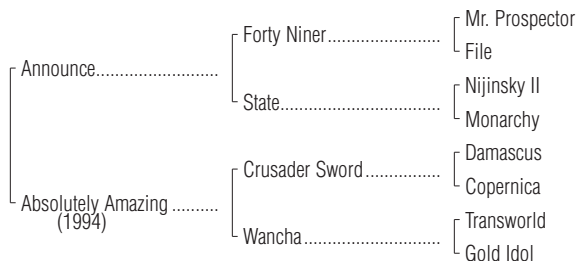 Mr. Prospector
Forty Niner.......................
File
Announce.........................
Nijinsky II
State................................
Monarchy
Damascus
Crusader Sword...............
Copernica
Absolutely Amazing ..........
(1994)
Transworld
Wancha...........................
Gold Idol